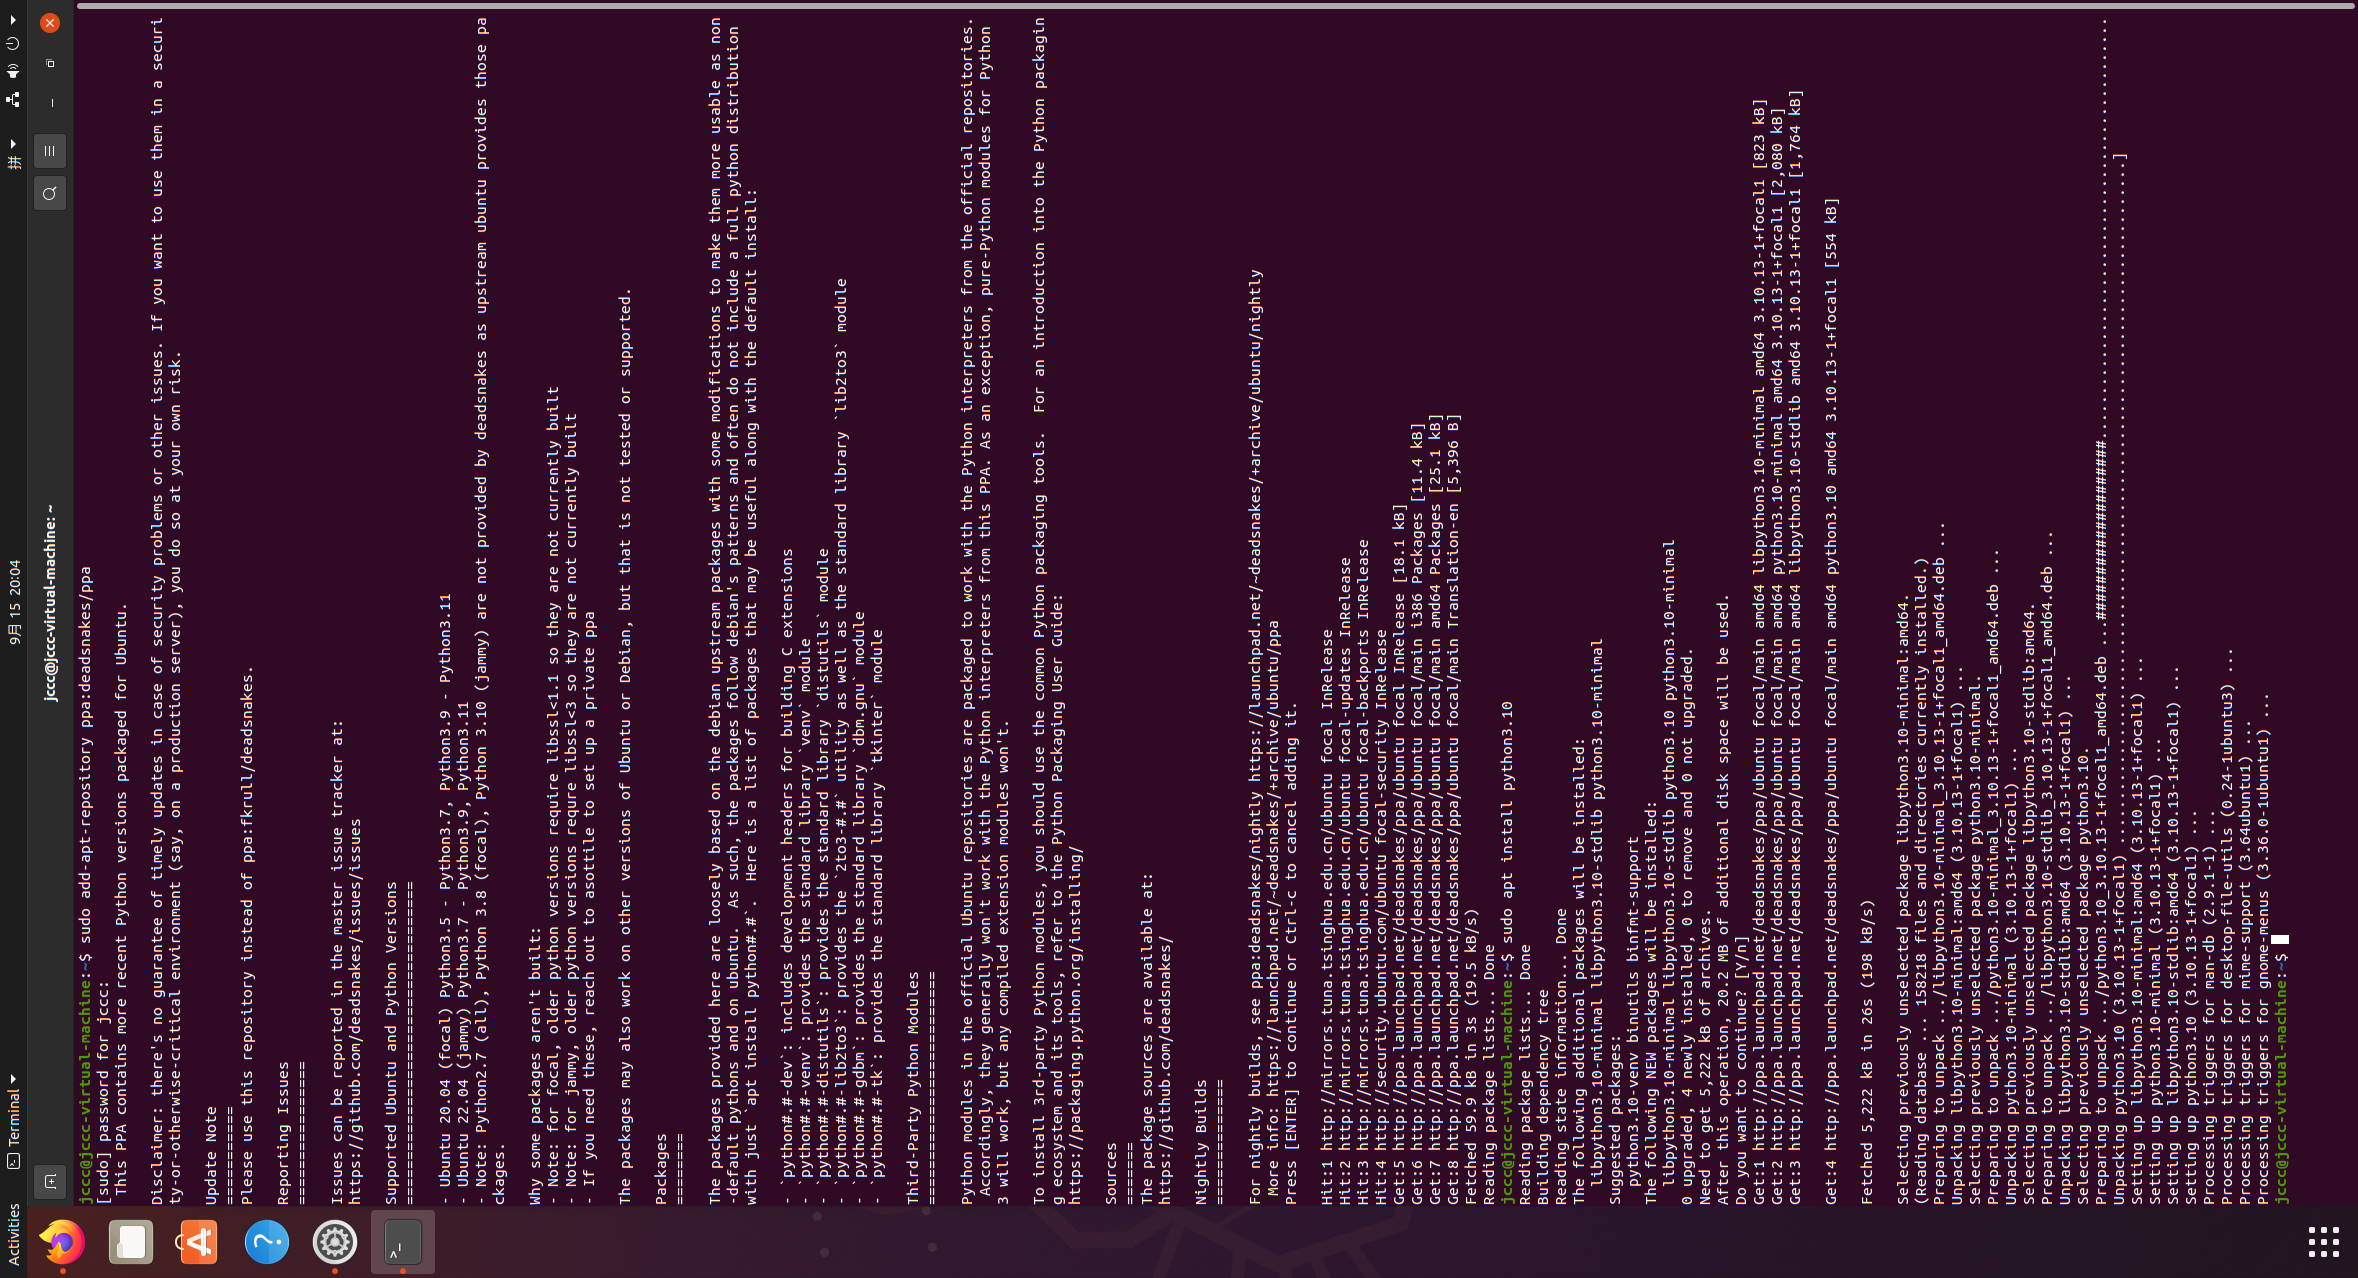 Activities
Terminal
9月 15 20:04
拼
jccc@jccc-virtual-machine: ~
jccc@jccc-virtual-machine:~$ sudo add-apt-repository ppa:deadsnakes/ppa
[sudo] password for jccc:
 This PPA contains more recent Python versions packaged for Ubuntu.
Disclaimer: there's no guarantee of timely updates in case of security problems or other issues. If you want to use them in a securi
ty-or-otherwise-critical environment (say, on a production server), you do so at your own risk.
Update Note
===========
Please use this repository instead of ppa:fkrull/deadsnakes.
Reporting Issues
================
Issues can be reported in the master issue tracker at:
https://github.com/deadsnakes/issues/issues
Supported Ubuntu and Python Versions
====================================
- Ubuntu 20.04 (focal) Python3.5 - Python3.7, Python3.9 - Python3.11
- Ubuntu 22.04 (jammy) Python3.7 - Python3.9, Python3.11
- Note: Python2.7 (all), Python 3.8 (focal), Python 3.10 (jammy) are not provided by deadsnakes as upstream ubuntu provides those pa
ckages.
Why some packages aren't built:
- Note: for focal, older python versions require libssl<1.1 so they are not currently built
- Note: for jammy, older python versions requre libssl<3 so they are not currently built
- If you need these, reach out to asottile to set up a private ppa
The packages may also work on other versions of Ubuntu or Debian, but that is not tested or supported.
Packages
========
The packages provided here are loosely based on the debian upstream packages with some modifications to make them more usable as non
-default pythons and on ubuntu.  As such, the packages follow debian's patterns and often do not include a full python distribution
with just `apt install python#.#`.  Here is a list of packages that may be useful along with the default install:
- `python#.#-dev`: includes development headers for building C extensions
- `python#.#-venv`: provides the standard library `venv` module
- `python#.#-distutils`: provides the standard library `distutils` module
- `python#.#-lib2to3`: provides the `2to3-#.#` utility as well as the standard library `lib2to3` module
- `python#.#-gdbm`: provides the standard library `dbm.gnu` module
- `python#.#-tk`: provides the standard library `tkinter` module
Third-Party Python Modules
==========================
Python modules in the official Ubuntu repositories are packaged to work with the Python interpreters from the official repositories.
 Accordingly, they generally won't work with the Python interpreters from this PPA. As an exception, pure-Python modules for Python
3 will work, but any compiled extension modules won't.
To install 3rd-party Python modules, you should use the common Python packaging tools.  For an introduction into the Python packagin
g ecosystem and its tools, refer to the Python Packaging User Guide:
https://packaging.python.org/installing/
Sources
=======
The package sources are available at:
https://github.com/deadsnakes/
Nightly Builds
==============
For nightly builds, see ppa:deadsnakes/nightly https://launchpad.net/~deadsnakes/+archive/ubuntu/nightly
 More info: https://launchpad.net/~deadsnakes/+archive/ubuntu/ppa
Press [ENTER] to continue or Ctrl-c to cancel adding it.
Hit:1 http://mirrors.tuna.tsinghua.edu.cn/ubuntu focal InRelease
Hit:2 http://mirrors.tuna.tsinghua.edu.cn/ubuntu focal-updates InRelease
Hit:3 http://mirrors.tuna.tsinghua.edu.cn/ubuntu focal-backports InRelease
Hit:4 http://security.ubuntu.com/ubuntu focal-security InRelease
Get:5 http://ppa.launchpad.net/deadsnakes/ppa/ubuntu focal InRelease [18.1 kB]
Get:6 http://ppa.launchpad.net/deadsnakes/ppa/ubuntu focal/main i386 Packages [11.4 kB]
Get:7 http://ppa.launchpad.net/deadsnakes/ppa/ubuntu focal/main amd64 Packages [25.1 kB]
Get:8 http://ppa.launchpad.net/deadsnakes/ppa/ubuntu focal/main Translation-en [5,396 B]
Fetched 59.9 kB in 3s (19.5 kB/s)
Reading package lists... Done
jccc@jccc-virtual-machine:~$ sudo apt install python3.10
Reading package lists... Done
Building dependency tree
Reading state information... Done
The following additional packages will be installed:
  libpython3.10-minimal libpython3.10-stdlib python3.10-minimal
Suggested packages:
  python3.10-venv binutils binfmt-support
The following NEW packages will be installed:
  libpython3.10-minimal libpython3.10-stdlib python3.10 python3.10-minimal
0 upgraded, 4 newly installed, 0 to remove and 0 not upgraded.
Need to get 5,222 kB of archives.
After this operation, 20.2 MB of additional disk space will be used.
Do you want to continue? [Y/n]
Get:1 http://ppa.launchpad.net/deadsnakes/ppa/ubuntu focal/main amd64 libpython3.10-minimal amd64 3.10.13-1+focal1 [823 kB]
Get:2 http://ppa.launchpad.net/deadsnakes/ppa/ubuntu focal/main amd64 python3.10-minimal amd64 3.10.13-1+focal1 [2,080 kB]
Get:3 http://ppa.launchpad.net/deadsnakes/ppa/ubuntu focal/main amd64 libpython3.10-stdlib amd64 3.10.13-1+focal1 [1,764 kB]
Get:4 http://ppa.launchpad.net/deadsnakes/ppa/ubuntu focal/main amd64 python3.10 amd64 3.10.13-1+focal1 [554 kB]
Fetched 5,222 kB in 26s (198 kB/s)
Selecting previously unselected package libpython3.10-minimal:amd64.
(Reading database ... 158218 files and directories currently installed.)
Preparing to unpack .../libpython3.10-minimal_3.10.13-1+focal1_amd64.deb ...
Unpacking libpython3.10-minimal:amd64 (3.10.13-1+focal1) ...
Selecting previously unselected package python3.10-minimal.
Preparing to unpack .../python3.10-minimal_3.10.13-1+focal1_amd64.deb ...
Unpacking python3.10-minimal (3.10.13-1+focal1) ...
Selecting previously unselected package libpython3.10-stdlib:amd64.
Preparing to unpack .../libpython3.10-stdlib_3.10.13-1+focal1_amd64.deb ...
Unpacking libpython3.10-stdlib:amd64 (3.10.13-1+focal1) ...
Selecting previously unselected package python3.10.
Preparing to unpack .../python3.10_3.10.13-1+focal1_amd64.deb ...####################...............................................
Unpacking python3.10 (3.10.13-1+focal1) .............................................................................]
Setting up libpython3.10-minimal:amd64 (3.10.13-1+focal1) ...
Setting up python3.10-minimal (3.10.13-1+focal1) ...
Setting up libpython3.10-stdlib:amd64 (3.10.13-1+focal1) ...
Setting up python3.10 (3.10.13-1+focal1) ...
Processing triggers for man-db (2.9.1-1) ...
Processing triggers for desktop-file-utils (0.24-1ubuntu3) ...
Processing triggers for mime-support (3.64ubuntu1) ...
Processing triggers for gnome-menus (3.36.0-1ubuntu1) ...
jccc@jccc-virtual-machine:~$